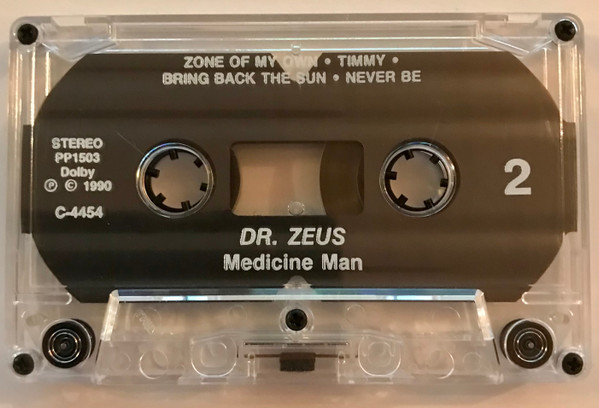 ZONE OF MY OWN • TIMMY •
BRING BACK THE SUN • NEVER BE
STEREO
PP1503
Dolby
℗ © 1990
C-4454
2
DR. ZEUS
Medicine Man